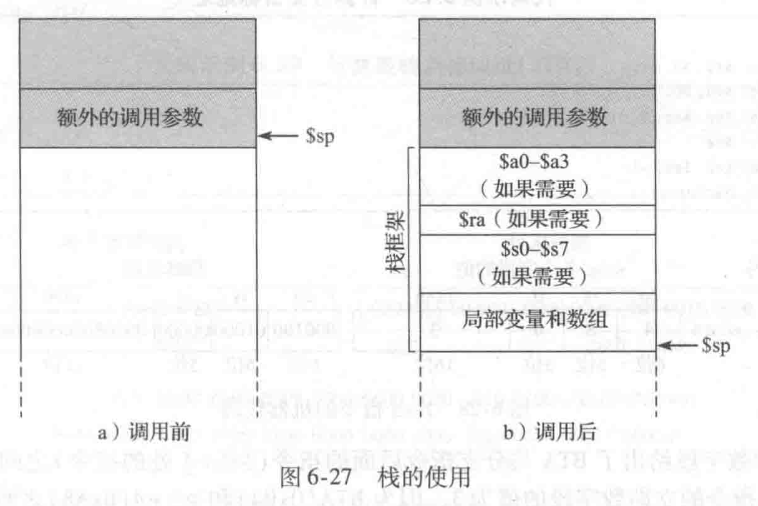 额外的调用参数
$sp
a）调用前
额外的调用参数
$a0–$a3
（如果需要）
$ra（如果需要）
$s0–$s7
（如果需要）
局部变量和数组
栈框架
$sp
b）调用后
图 6-27 栈的使用